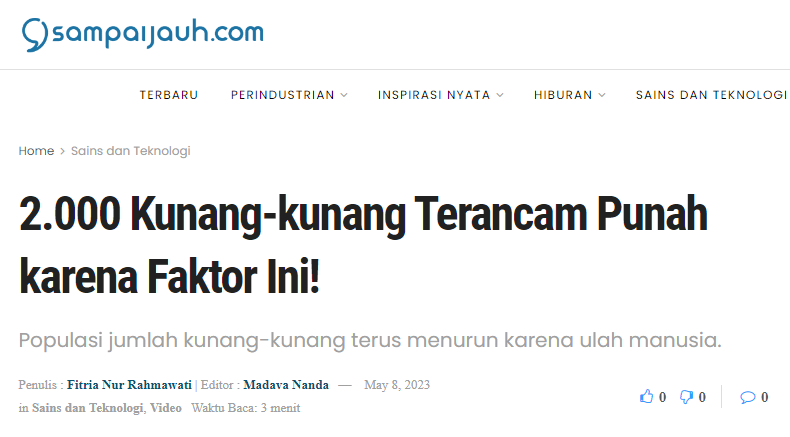 sampaijauh.com
TERBARU PERINDUSTRIAN INSPIRASI NYATA HIBURAN SAINS DAN TEKNOLOGI
Home > Sains dan Teknologi
2.000 Kunang-kunang Terancam Punah
karena Faktor Ini!
Populasi jumlah kunang-kunang terus menurun karena ulah manusia.
Penulis : Fitria Nur Rahmawati | Editor : Madava Nanda — May 8, 2023
in Sains dan Teknologi, Video Waktu Baca: 3 menit
0 0 0